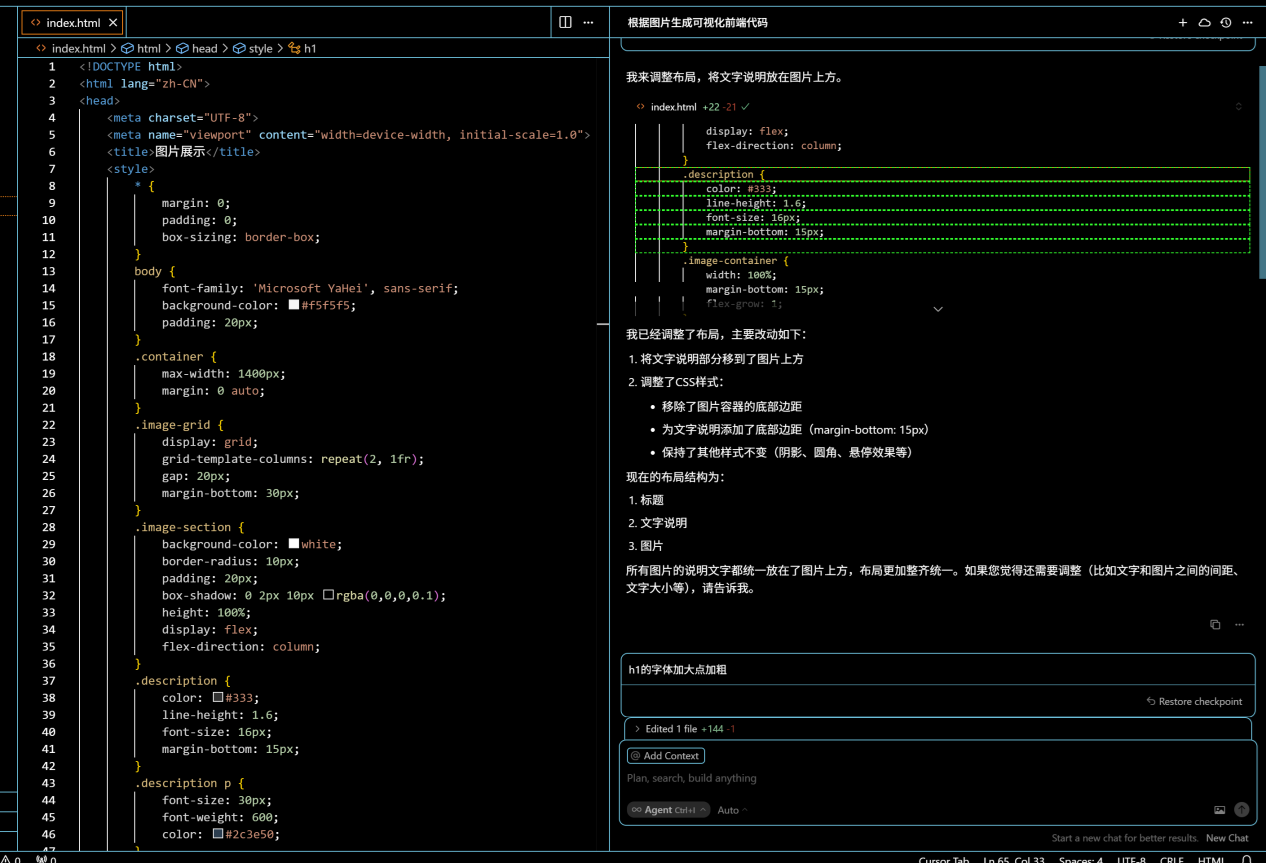 index.html
index.html > html > head > style > h1
1 <!DOCTYPE html>
2 <html lang="zh-CN">
3 <head>
4 <meta charset="UTF-8">
5 <meta name="viewport" content="width=device-width, initial-scale=1.0">
6 <title>图片展示</title>
7 <style>
8 * {
9 margin: 0;
10 padding: 0;
11 box-sizing: border-box;
12 }
13 body {
14 font-family: 'Microsoft YaHei', sans-serif;
15 background-color: #f5f5f5;
16 padding: 20px;
17 }
18 .container {
19 max-width: 1400px;
20 margin: 0 auto;
21 }
22 .image-grid {
23 display: grid;
24 grid-template-columns: repeat(2, 1fr);
25 gap: 20px;
26 margin-bottom: 30px;
27 }
28 .image-section {
29 background-color: white;
30 border-radius: 10px;
31 padding: 20px;
32 box-shadow: 0 2px 10px rgba(0,0,0,0.1);
33 height: 100%;
34 display: flex;
35 flex-direction: column;
36 }
37 .description {
38 color: #333;
39 line-height: 1.6;
40 font-size: 16px;
41 margin-bottom: 15px;
42 }
43 .description p {
44 font-size: 30px;
45 font-weight: 600;
46 color: #2c3e50;
47 }
根据图片生成可视化前端代码
Restore checkpoint
我来调整布局，将文字说明放在图片上方。
index.html +22 -21
display: flex;
flex-direction: column;
}
.description {
color: #333;
line-height: 1.6;
font-size: 16px;
margin-bottom: 15px;
}
.image-container {
width: 100%;
margin-bottom: 15px;
flex-grow: 1;
我已经调整了布局，主要改动如下：
1. 将文字说明部分移到了图片上方
2. 调整了CSS样式：
• 移除了图片容器的底部边距
• 为文字说明添加了底部边距（margin-bottom: 15px）
• 保持了其他样式不变（阴影、圆角、悬停效果等）
现在的布局结构为：
1. 标题
2. 文字说明
3. 图片
所有图片的说明文字都统一放在了图片上方，布局更加整齐统一。如果您觉得还需要调整（比如文字和图片之间的间距、
文字大小等），请告诉我。
h1的字体加大点加粗
Restore checkpoint
Edited 1 file +144 -1
@ Add Context
Plan, search, build anything
Agent Ctrl+I Auto
Start a new chat for better results. New Chat
0 0 Cursor Tab Ln 65, Col 33 Spaces: 4 UTF-8 CRLF HTML